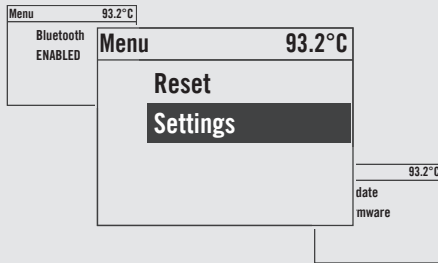 Menu 93.2°C
Bluetooth
ENABLED
Menu 93.2°C
Reset
Settings
93.2°C
date
mware